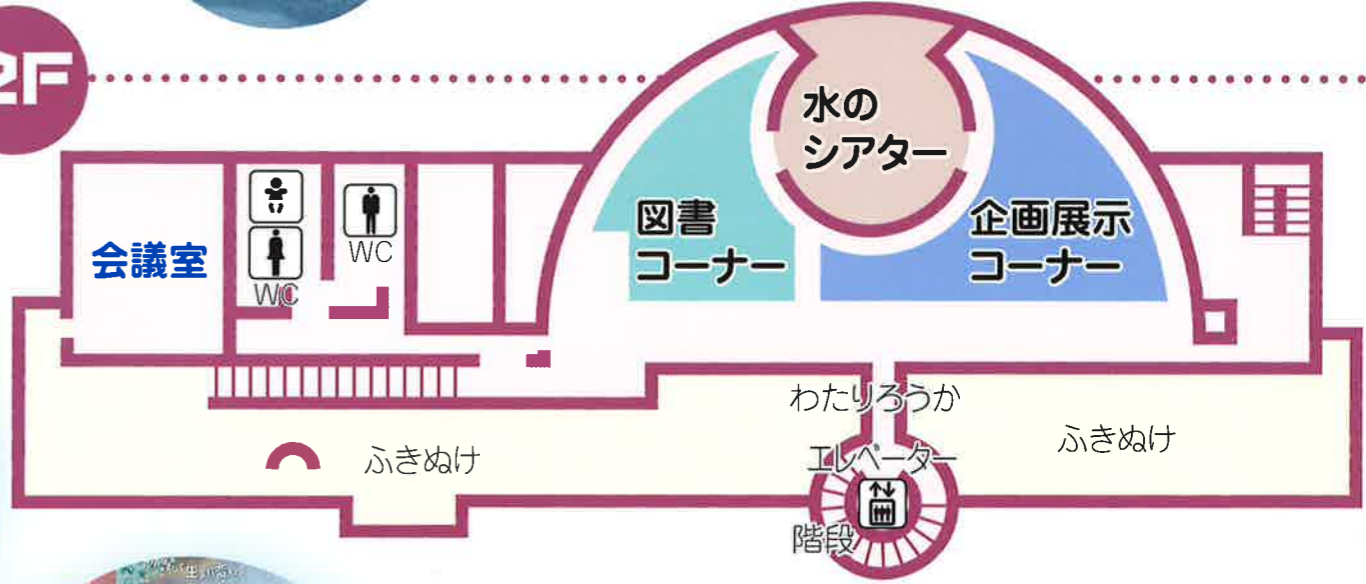 2F
水の
シアター
図書
コーナー
企画展示
コーナー
会議室
WC
WC
わたりろうか
ふきぬけ
エレベーター
ふきぬけ
階段